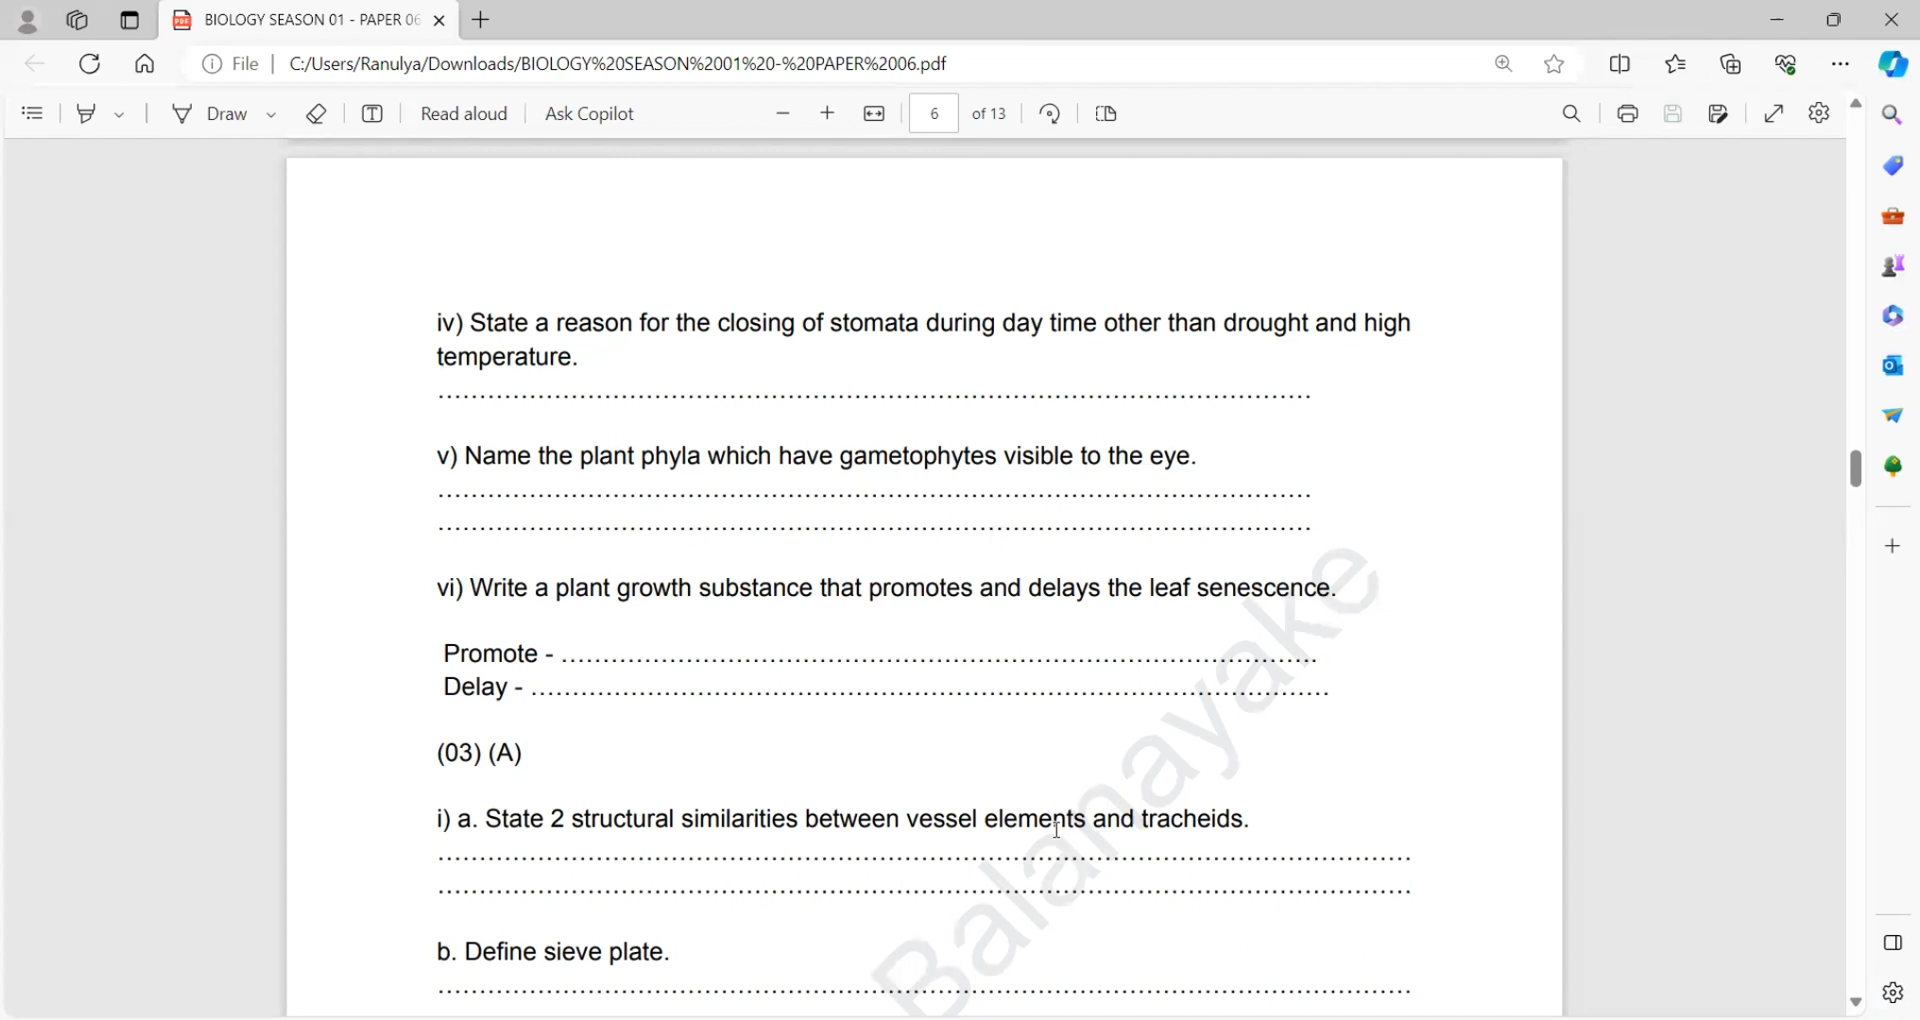 BIOLOGY SEASON 01 - PAPER 06
File
C:/Users/Ranulya/Downloads/BIOLOGY%20SEASON%2001%20-%20PAPER%2006.pdf
Draw
Read aloud
Ask Copilot
6
of 13
iv) State a reason for the closing of stomata during day time other than drought and high
temperature.
v) Name the plant phyla which have gametophytes visible to the eye.
vi) Write a plant growth substance that promotes and delays the leaf senescence.
Promote - ................................................................................
Delay - ................................................................................
(03) (A)
i) a. State 2 structural similarities between vessel elements and tracheids.
b. Define sieve plate.
Balanayake